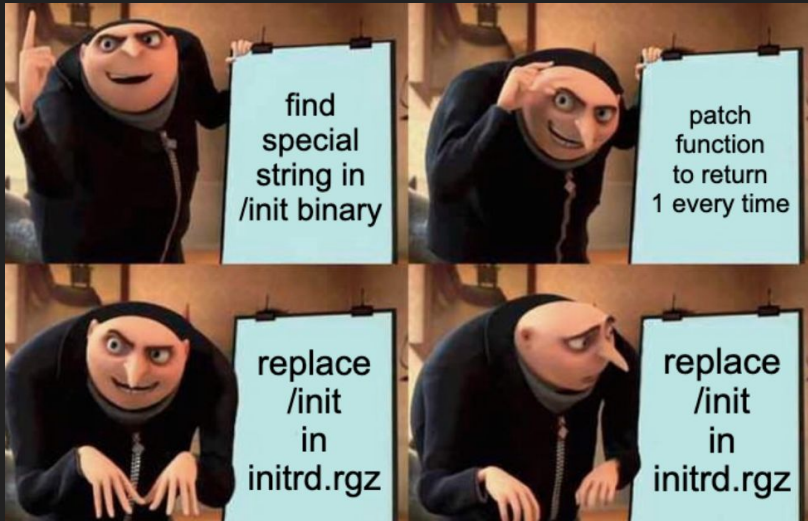 find
special
string in
/init binary
patch
function
to return
1 every time
replace
/init
in
initrd.rgz
replace
/init
in
initrd.rgz